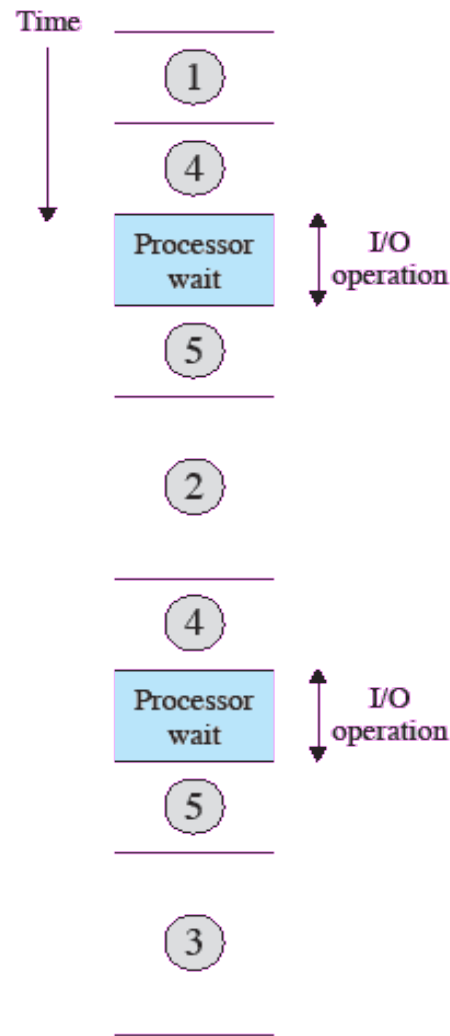 Time
1
4
Processor
wait
I/O
operation
5
2
4
Processor
wait
I/O
operation
5
3